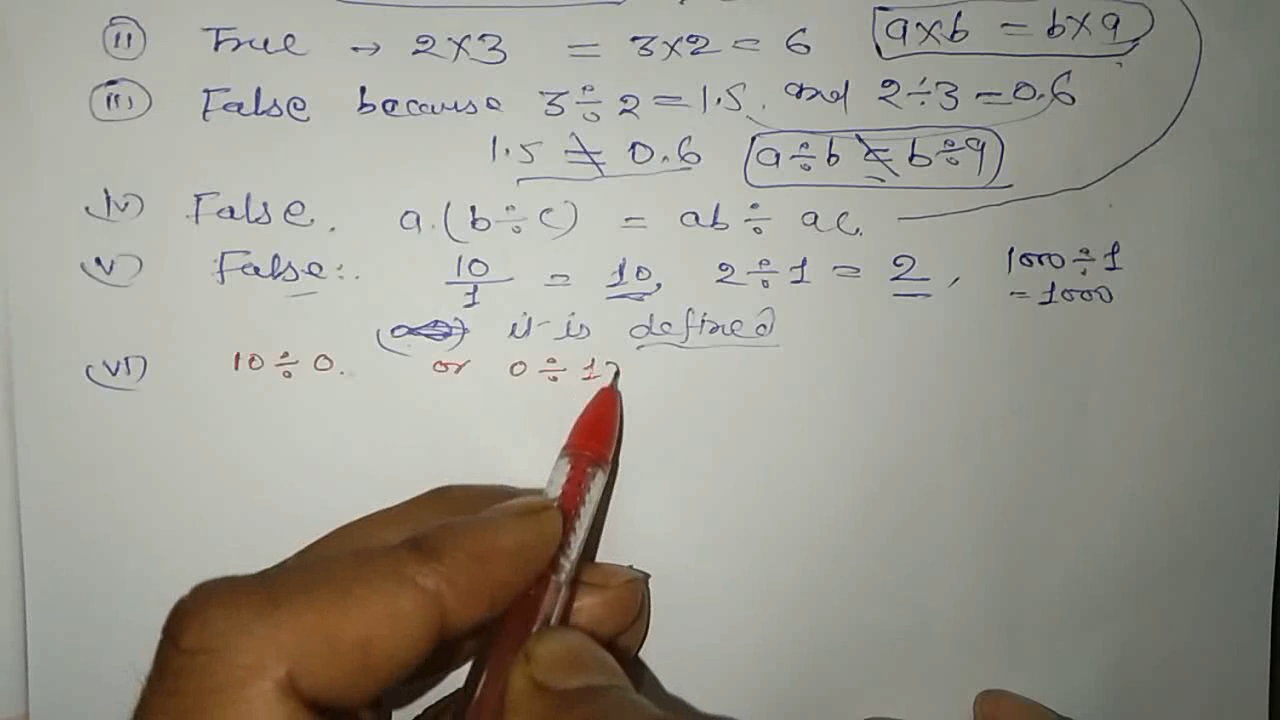 (ii) True → 2×3 = 3×2 = 6 a×b = b×a
(iii) False because 3÷2 = 1.5 and 2÷3 = 0.6
1.5 ≠ 0.6 a÷b ≠ b÷a
(iv) False. a.(b÷c) = ab ÷ ac.
(v) False:. 10/1 = 10, 2÷1 = 2, 1000÷1
= 1000
it is defined
(vi) 10÷0. or 0÷1